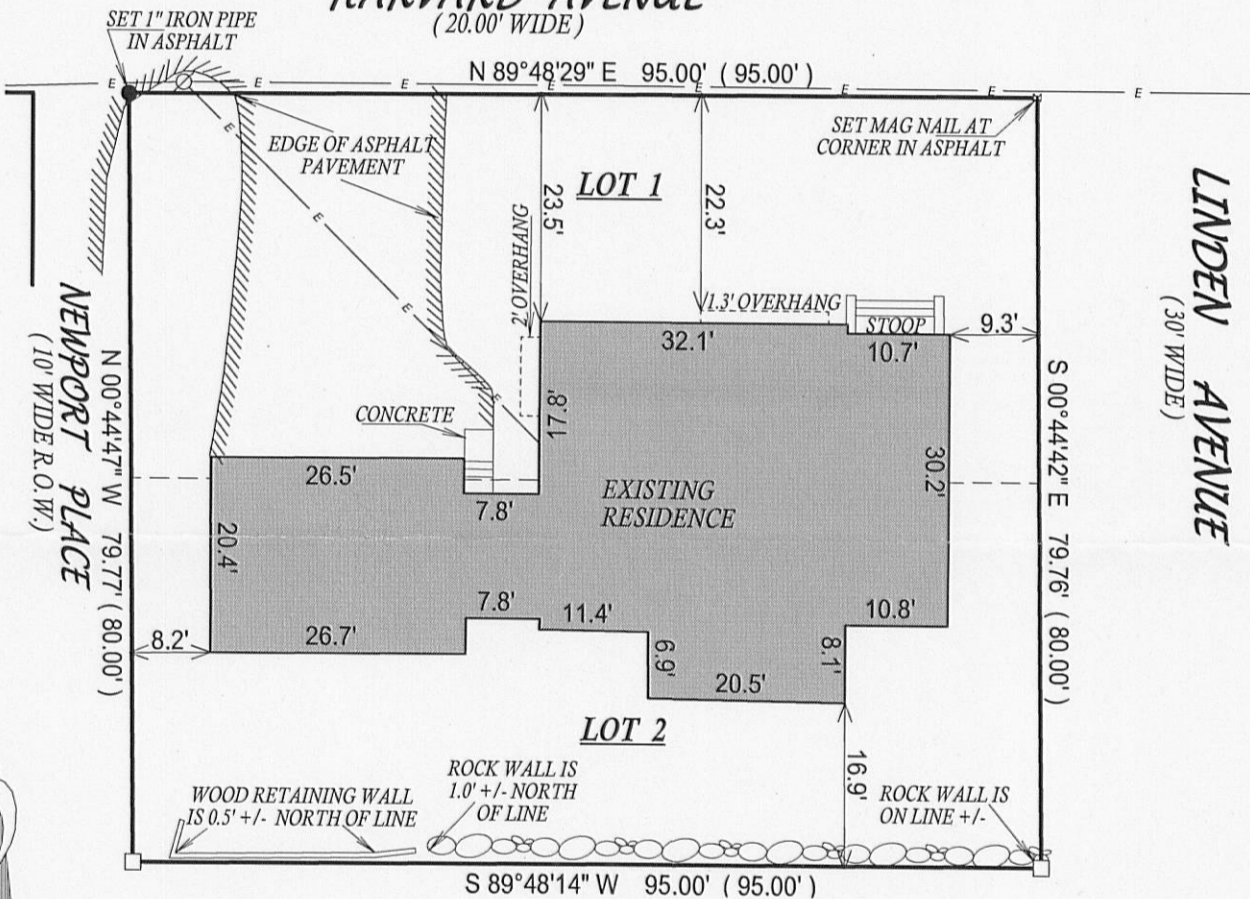 HARVARD AVENUE
(20.00' WIDE)
SET 1" IRON PIPE
IN ASPHALT
N 89°48'29" E 95.00' ( 95.00' )
E
E
E
E
E
E
E
E
SET MAG NAIL AT
CORNER IN ASPHALT
EDGE OF ASPHALT
PAVEMENT
E
E
E
E
LOT 1
23.5'
22.3'
2' OVERHANG
1.3' OVERHANG
STOOP
9.3'
32.1'
10.7'
17.8'
CONCRETE
26.5'
7.8'
EXISTING
RESIDENCE
30.2'
20.4'
NEWPORT PLACE
(10' WIDE R.O.W.)
N 00°44'47" W 79.77' ( 80.00' )
LINDEN AVENUE
(30' WIDE)
S 00°44'42" E 79.76' ( 80.00' )
7.8'
11.4'
10.8'
8.2'
26.7'
6.9'
8.1'
20.5'
LOT 2
16.9'
WOOD RETAINING WALL
IS 0.5' +/- NORTH OF LINE
ROCK WALL IS
1.0' +/- NORTH
OF LINE
ROCK WALL IS
ON LINE +/-
S 89°48'14" W 95.00' ( 95.00' )